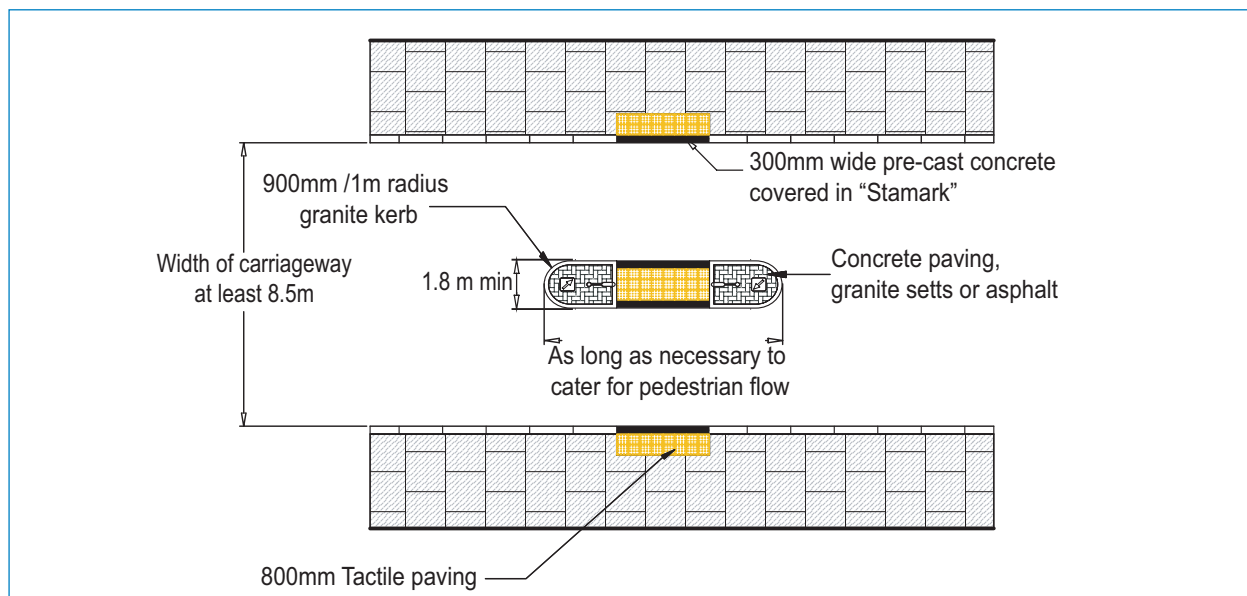 300mm wide pre-cast concrete
covered in “Stamark”
900mm /1m radius
granite kerb
Width of carriageway
at least 8.5m
1.8 m min
Concrete paving,
granite setts or asphalt
As long as necessary to
cater for pedestrian flow
800mm Tactile paving